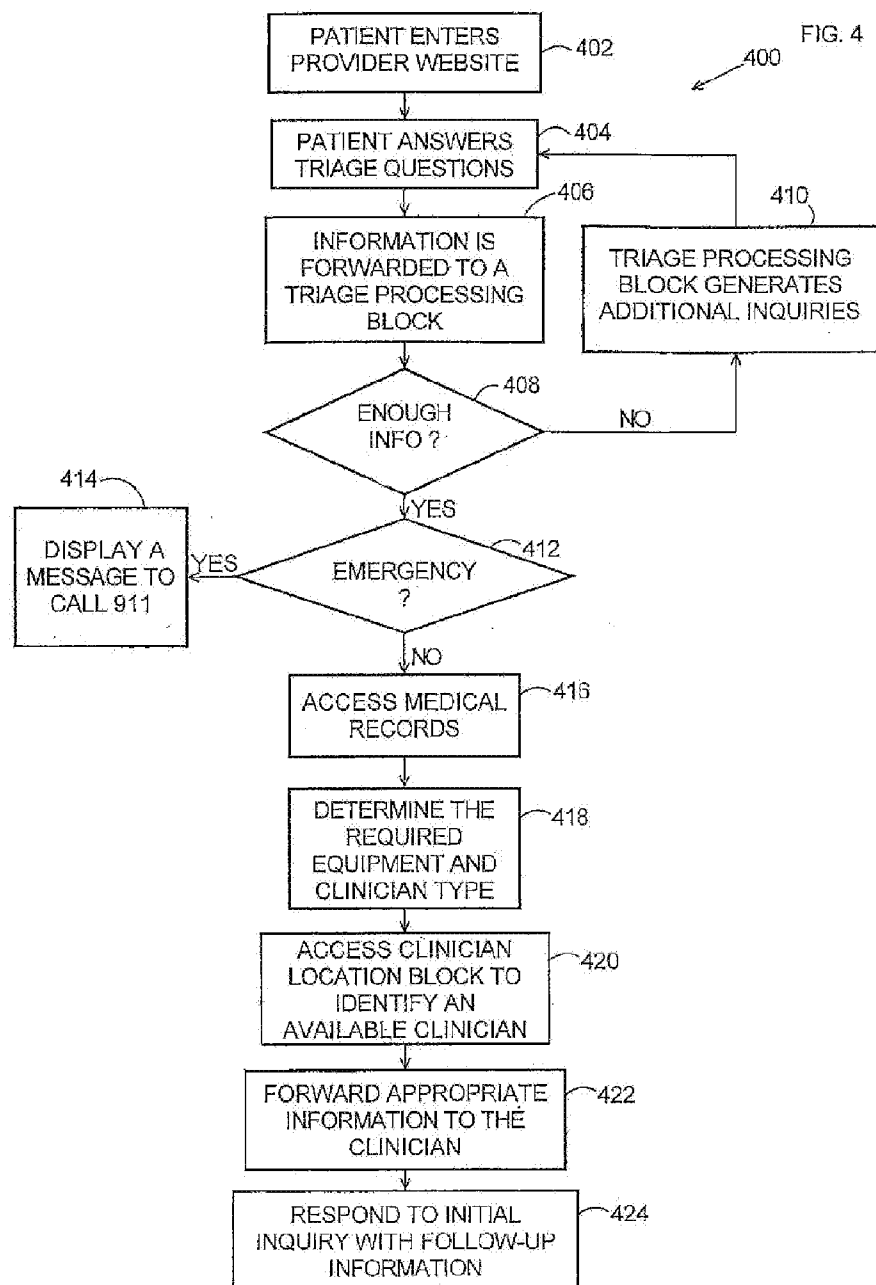 FIG. 4
400
PATIENT ENTERS
PROVIDER WEBSITE
402
PATIENT ANSWERS
TRIAGE QUESTIONS
404
INFORMATION IS
FORWARDED TO A
TRIAGE PROCESSING
BLOCK
406
TRIAGE PROCESSING
BLOCK GENERATES
ADDITIONAL INQUIRIES
410
ENOUGH
INFO ?
408
NO
YES
EMERGENCY
?
412
YES
DISPLAY A
MESSAGE TO
CALL 911
414
NO
ACCESS MEDICAL
RECORDS
416
DETERMINE THE
REQUIRED
EQUIPMENT AND
CLINICIAN TYPE
418
ACCESS CLINICIAN
LOCATION BLOCK TO
IDENTIFY AN
AVAILABLE CLINICIAN
420
FORWARD APPROPRIATE
INFORMATION TO THE
CLINICIAN
422
RESPOND TO INITIAL
INQUIRY WITH FOLLOW-UP
INFORMATION
424